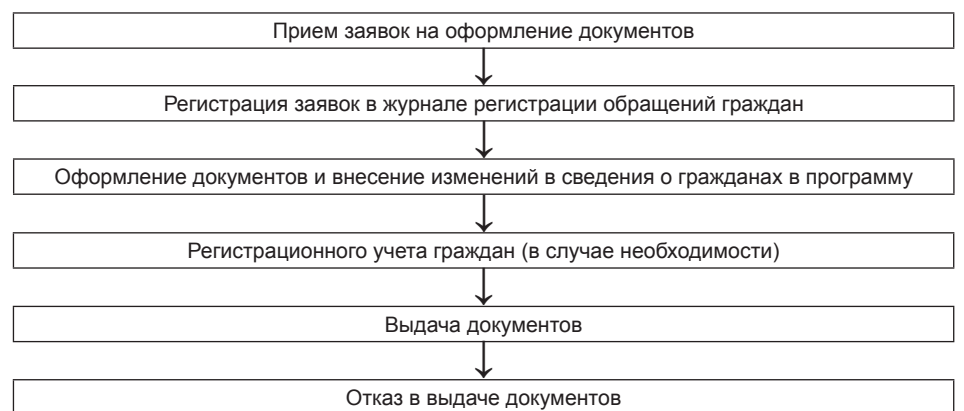 Прием заявок на оформление документов
Регистрация заявок в журнале регистрации обращений граждан
Оформление документов и внесение изменений в сведения о гражданах в программу
Регистрационного учета граждан (в случае необходимости)
Выдача документов
Отказ в выдаче документов